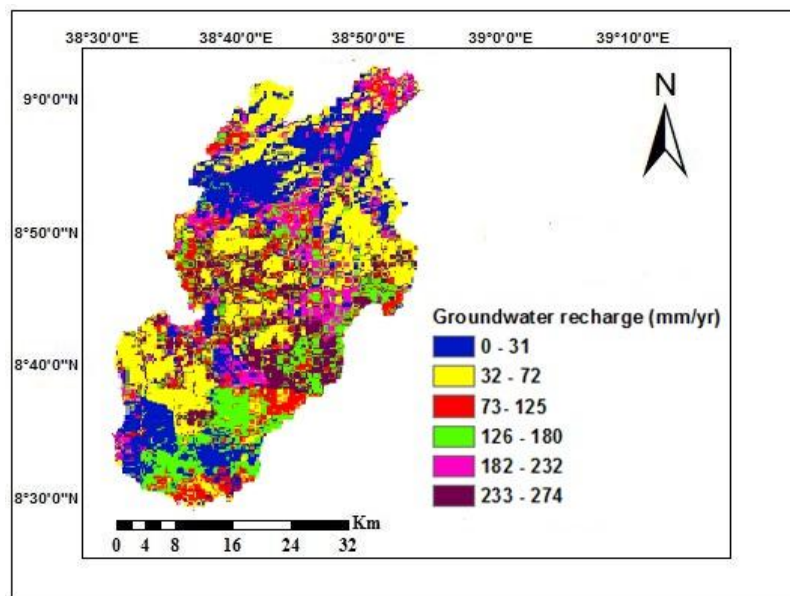 38°30'0"E 38°40'0"E 38°50'0"E 39°0'0"E 39°10'0"E
9°0'0"N
N
8°50'0"N
Groundwater recharge (mm/yr)
0 - 31
8°40'0"N
32 - 72
73- 125
126 - 180
182 - 232
8°30'0"N
233 - 274
Km
0 4 8 16 24 32